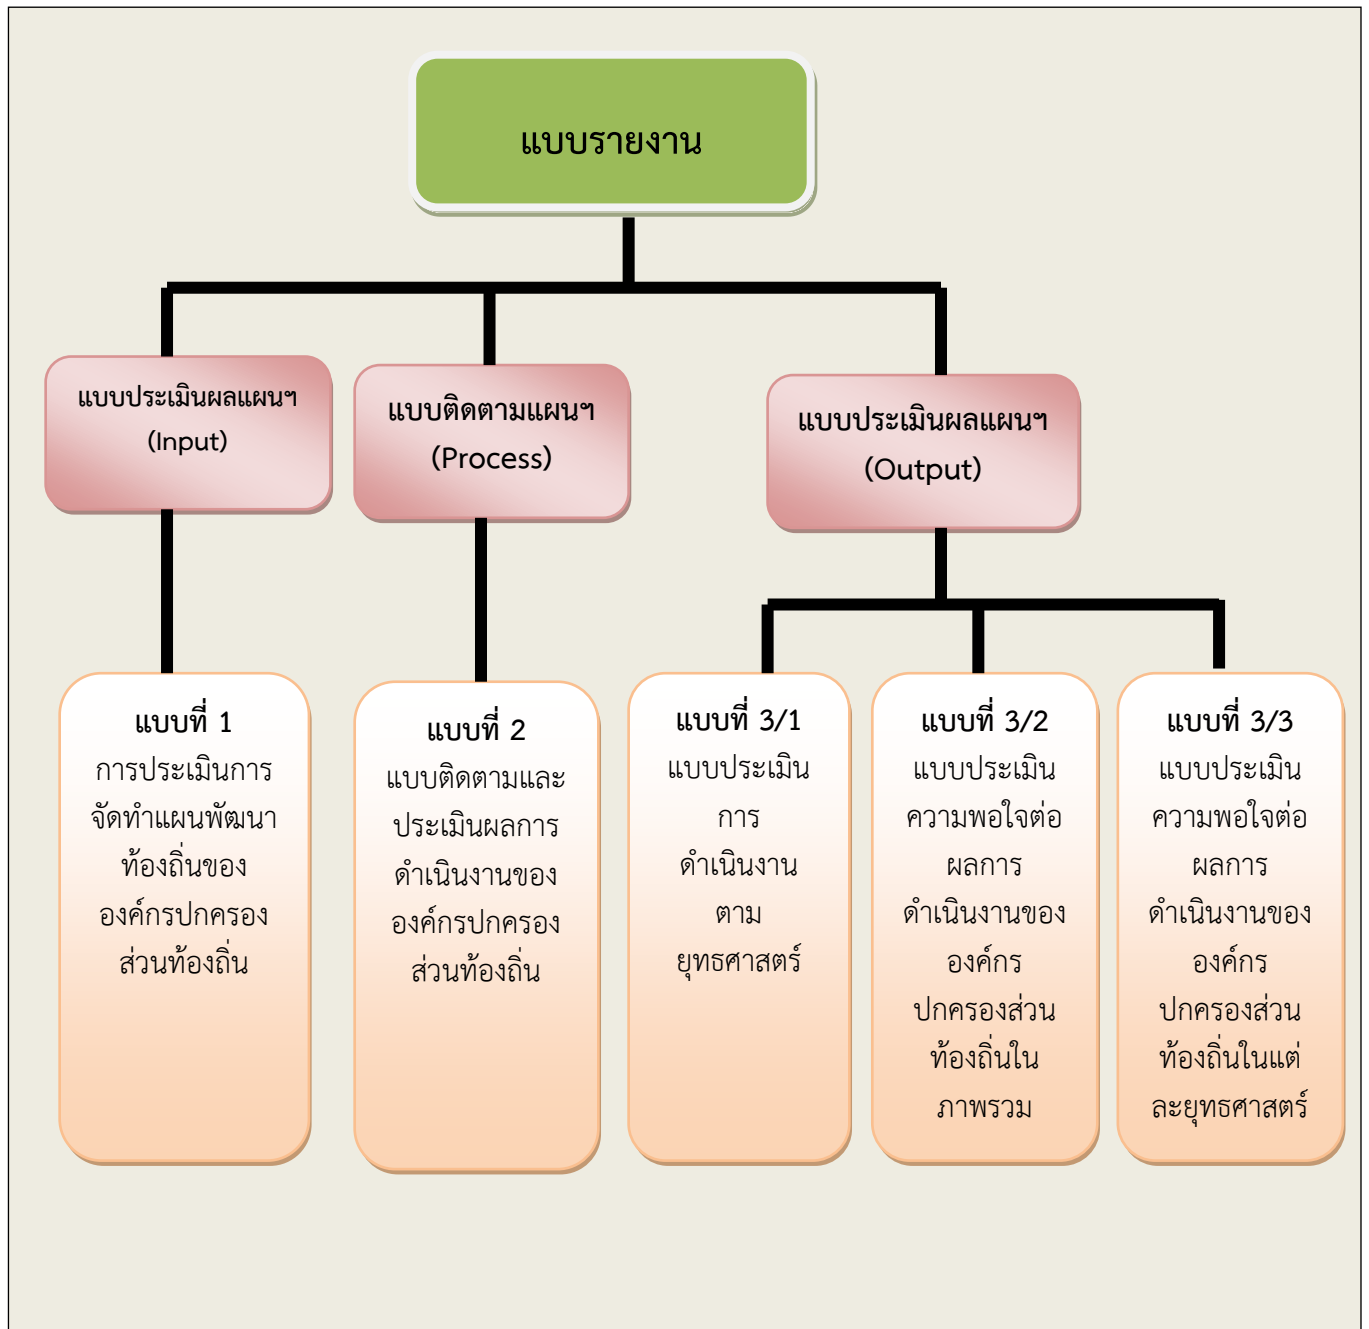 แบบรายงาน
แบบประเมินผลแผนฯ
(Input)
แบบติดตามแผนฯ
(Process)
แบบประเมินผลแผนฯ
(Output)
แบบที่ 1
การประเมินการ
จัดทำแผนพัฒนา
ท้องถิ่นของ
องค์กรปกครอง
ส่วนท้องถิ่น
แบบที่ 2
แบบติดตามและ
ประเมินผลการ
ดำเนินงานของ
องค์กรปกครอง
ส่วนท้องถิ่น
แบบที่ 3/1
แบบประเมิน
การ
ดำเนินงาน
ตาม
ยุทธศาสตร์
แบบที่ 3/2
แบบประเมิน
ความพอใจต่อ
ผลการ
ดำเนินงานของ
องค์กร
ปกครองส่วน
ท้องถิ่นใน
ภาพรวม
แบบที่ 3/3
แบบประเมิน
ความพอใจต่อ
ผลการ
ดำเนินงานของ
องค์กร
ปกครองส่วน
ท้องถิ่นในแต่
ละยุทธศาสตร์